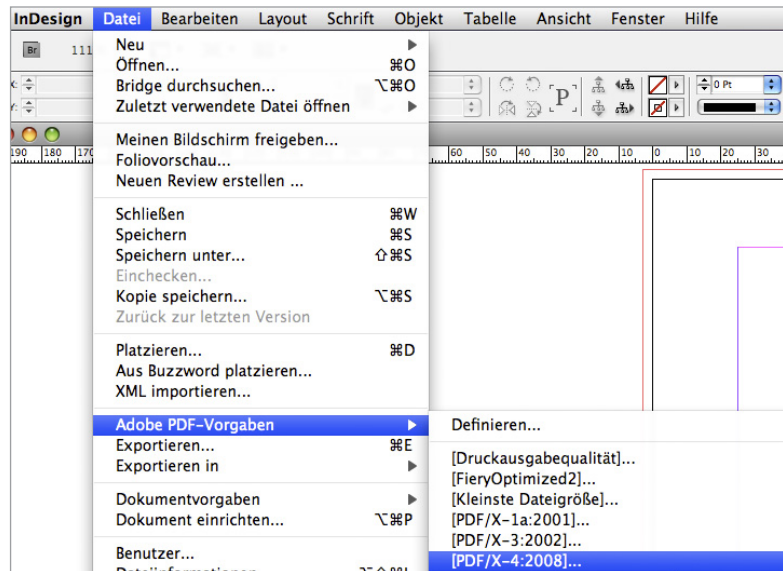 InDesign Datei Bearbeiten Layout Schrift Objekt Tabelle Ansicht Fenster Hilfe
Br 111
Neu
Öffnen... ⌘O
Bridge durchsuchen... ⌥⌘O
Zuletzt verwendete Datei öffnen
0 Pt
P
Meinen Bildschirm freigeben...
Foliovorschau...
Neuen Review erstellen ...
190 180 170 60 50 40 30 20 10 0 10 20 30
Schließen ⌘W
Speichern ⌘S
Speichern unter... ⇧⌘S
Einchecken...
Kopie speichern... ⌥⌘S
Zurück zur letzten Version
Platzieren... ⌘D
Aus Buzzword platzieren...
XML importieren...
Adobe PDF-Vorgaben
Exportieren... ⌘E
Exportieren in
Dokumentvorgaben
Dokument einrichten... ⌥⌘P
Benutzer...
Definieren...
[Druckausgabequalität]...
[FieryOptimized2]...
[Kleinste Dateigröße]...
[PDF/X-1a:2001]...
[PDF/X-3:2002]...
[PDF/X-4:2008]...